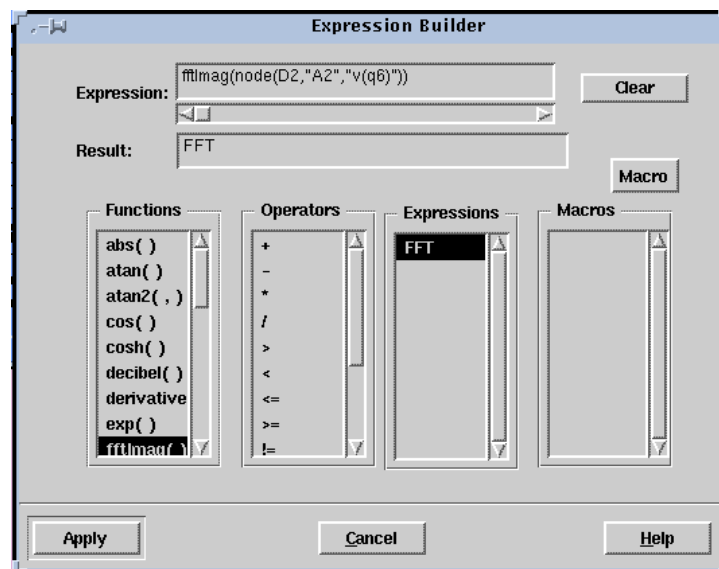 Expression Builder
Expression: fftImag(node(D2,"A2","v(q6)"))
Clear
Result: FFT
Macro
Functions
abs( )
atan( )
atan2( , )
cos( )
cosh( )
decibel( )
derivative
exp( )
fftImag( )
Operators
+
-
*
/
>
<
<=
>=
!=
Expressions
FFT
Macros
Apply
Cancel
Help